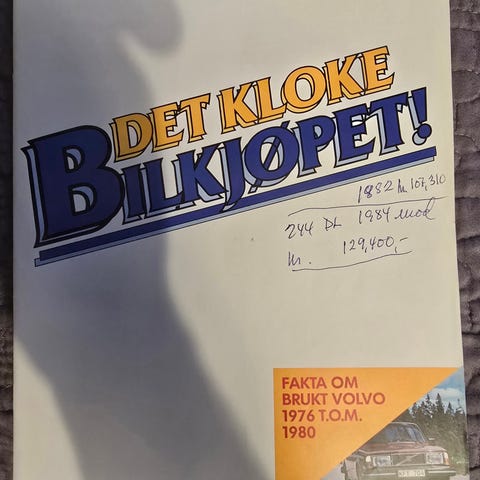 DET KLOKE
BILKJØPET!
1882 kr 107,310
244 DL 1984 mod
kr. 129,400,-
FAKTA OM
BRUKT VOLVO
1976 T.O.M.
1980